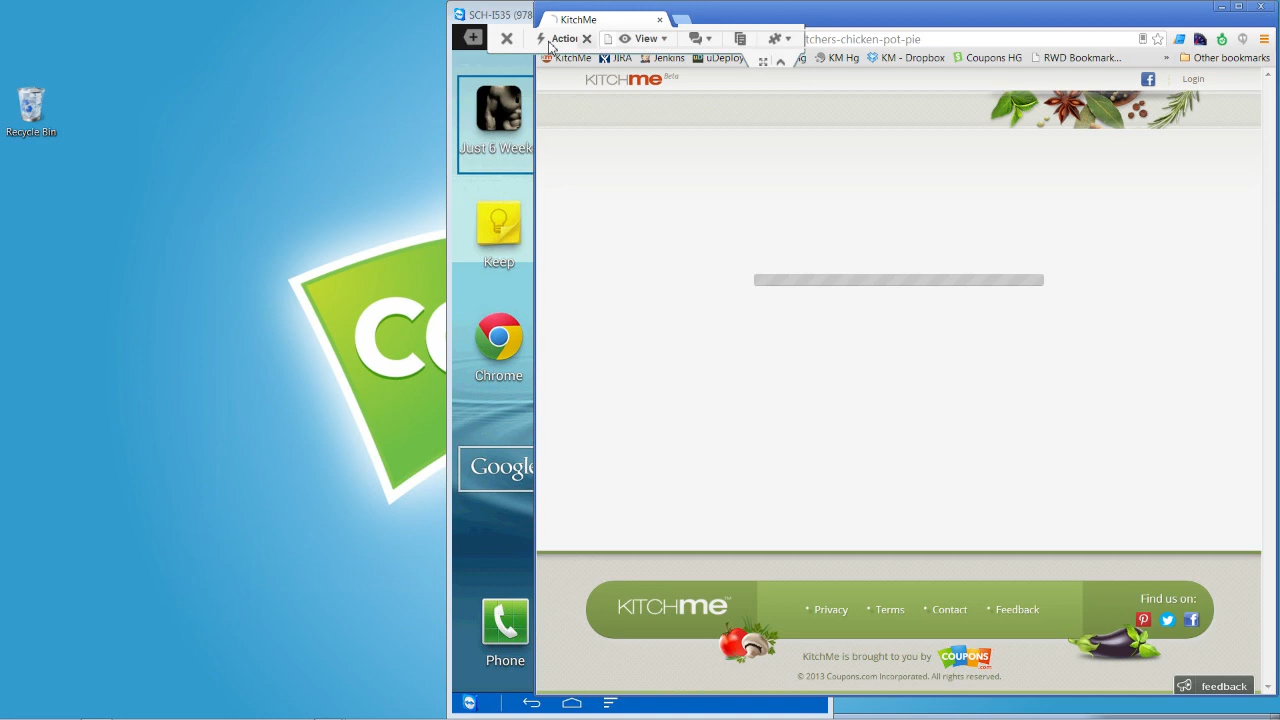 SCH-I535 (978
KitchMe
Action
View
tchers-chicken-pot-pie
KitchMe
JIRA
Jenkins
uDeploy
KM Hg
KM - Dropbox
Coupons HG
RWD Bookmark...
»
Other bookmarks
KITCHme Beta
Login
Recycle Bin
Just 6 Week
Keep
Chrome
Google
Phone
CO
KITCHme™
• Privacy
• Terms
• Contact
• Feedback
Find us on:
KitchMe is brought to you by COUPONS.com
© 2013 Coupons.com Incorporated. All rights reserved.
feedback